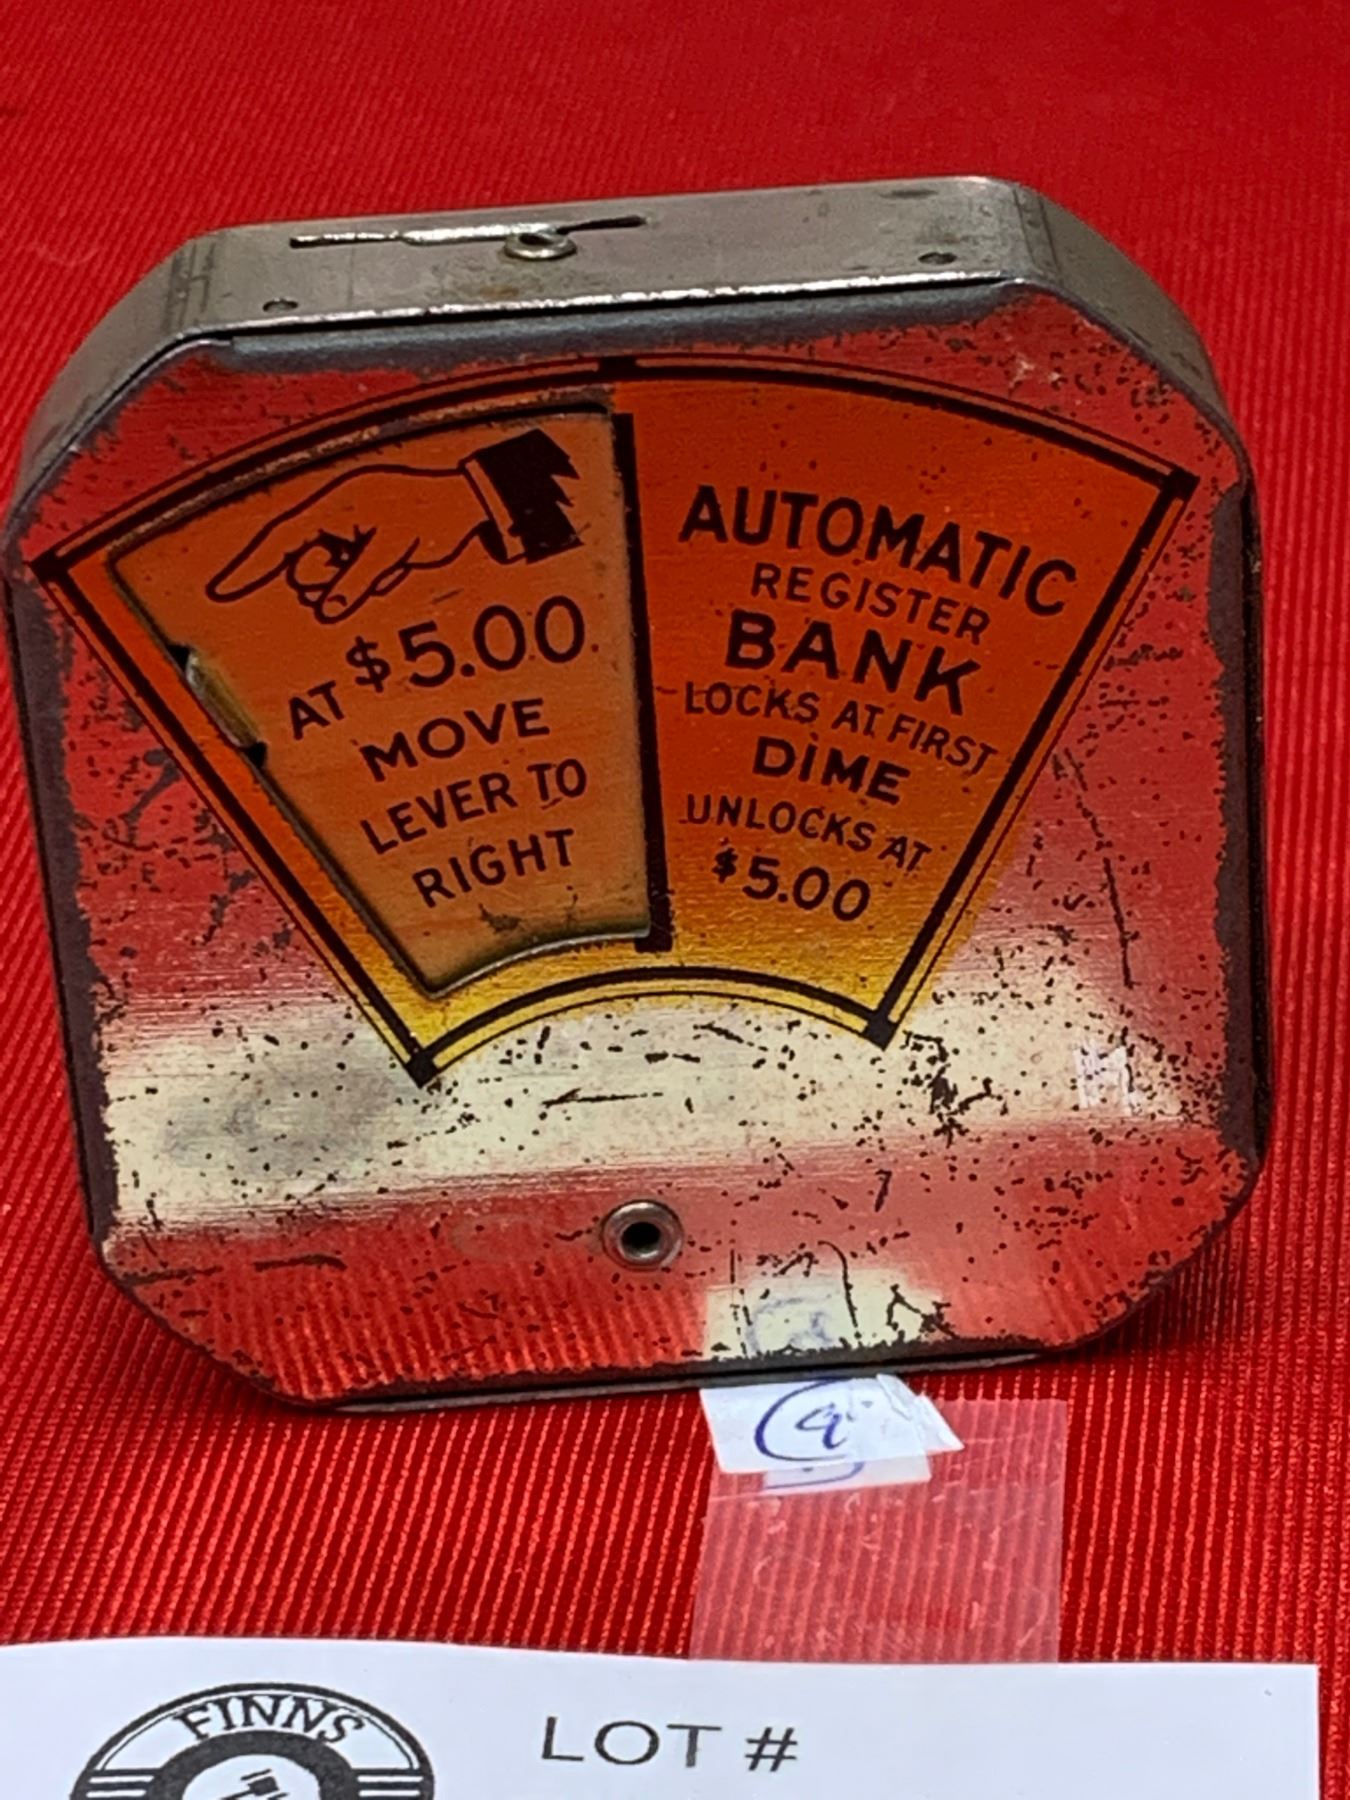 AT $5.00.
MOVE
LEVER TO
RIGHT
AUTOMATIC
REGISTER
BANK
LOCKS AT FIRST
DIME
UNLOCKS AT
$5.00
FINNS
LOT #